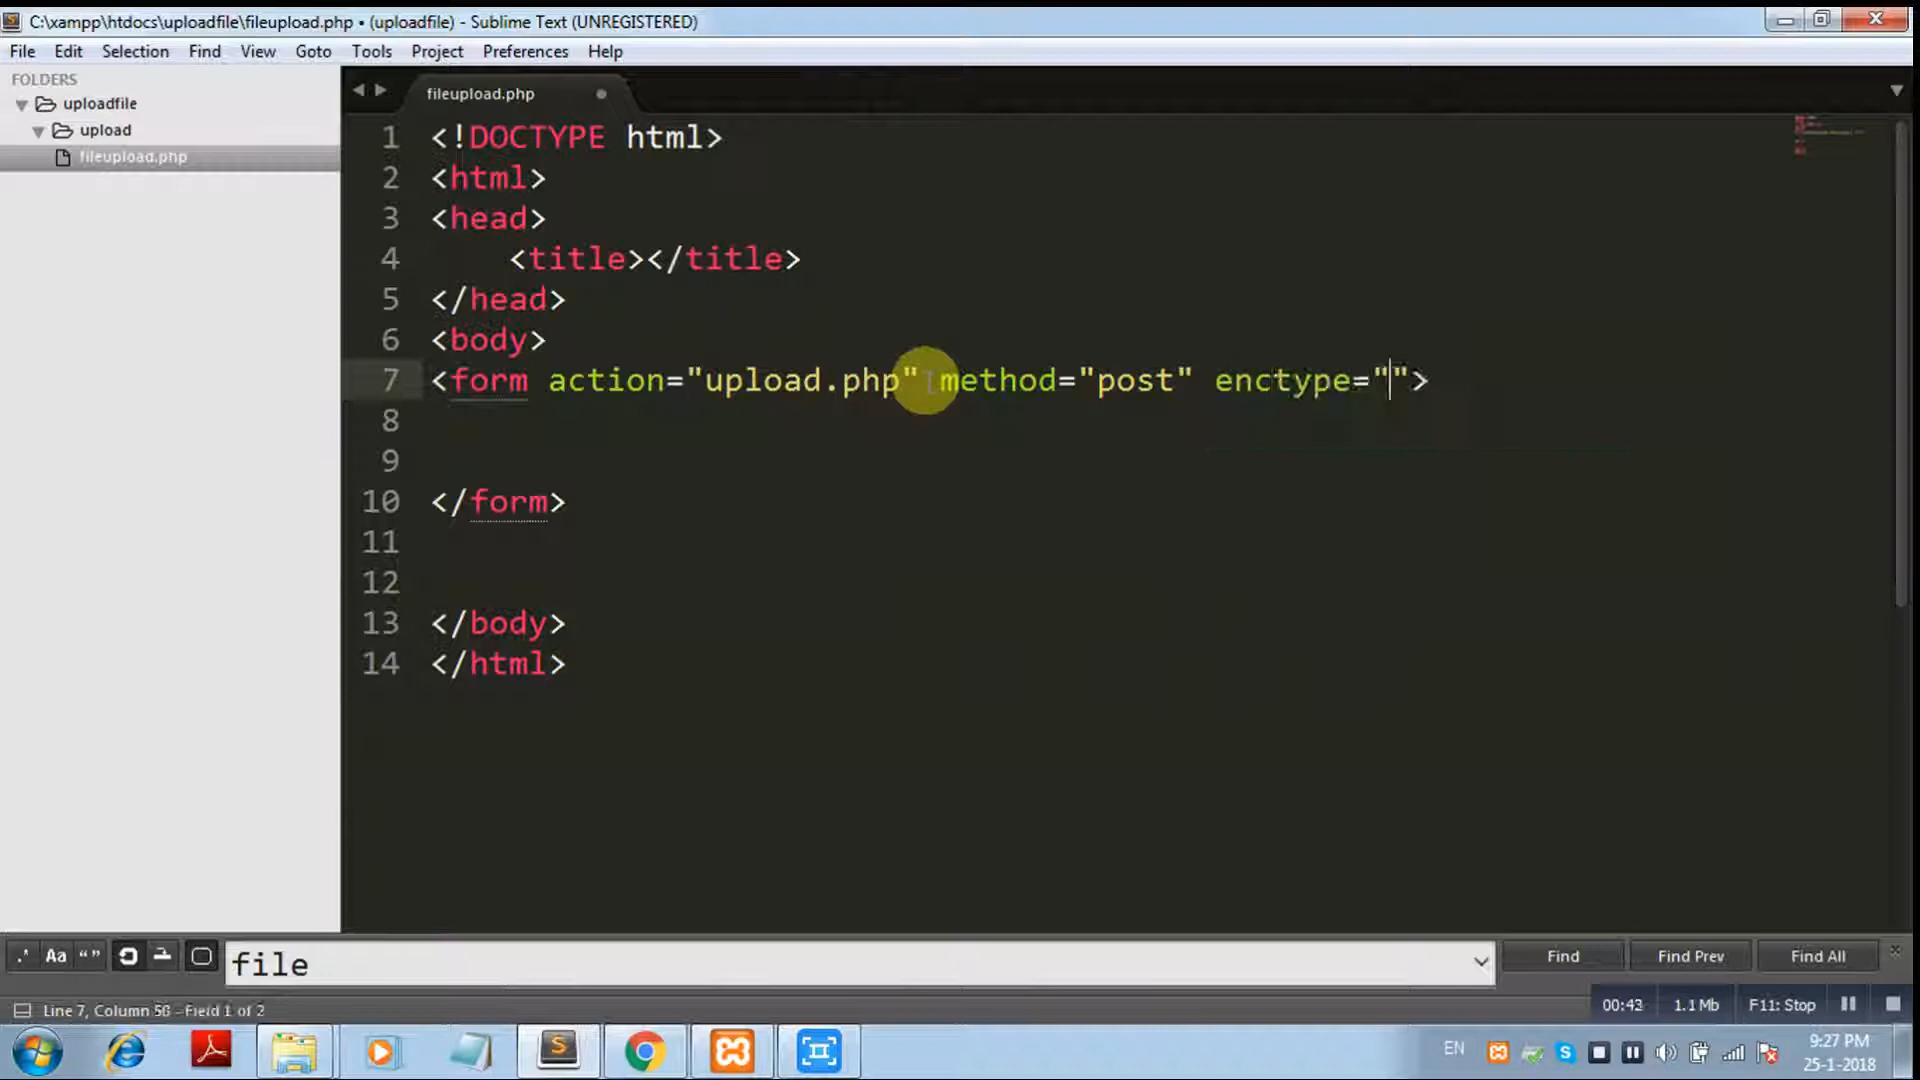 C:\xampp\htdocs\uploadfile\fileupload.php • (uploadfile) - Sublime Text (UNREGISTERED)
File Edit Selection Find View Goto Tools Project Preferences Help
FOLDERS
uploadfile
upload
fileupload.php
fileupload.php
1 <!DOCTYPE html>
2 <html>
3 <head>
4     <title></title>
5 </head>
6 <body>
7 <form action="upload.php" method="post" enctype="">
8
9
10 </form>
11
12
13 </body>
14 </html>
.* Aa “ ” file Find Find Prev Find All
Line 7, Column 56 - Field 1 of 2
00:43 1.1 Mb F11: Stop
EN
9:27 PM
25-1-2018